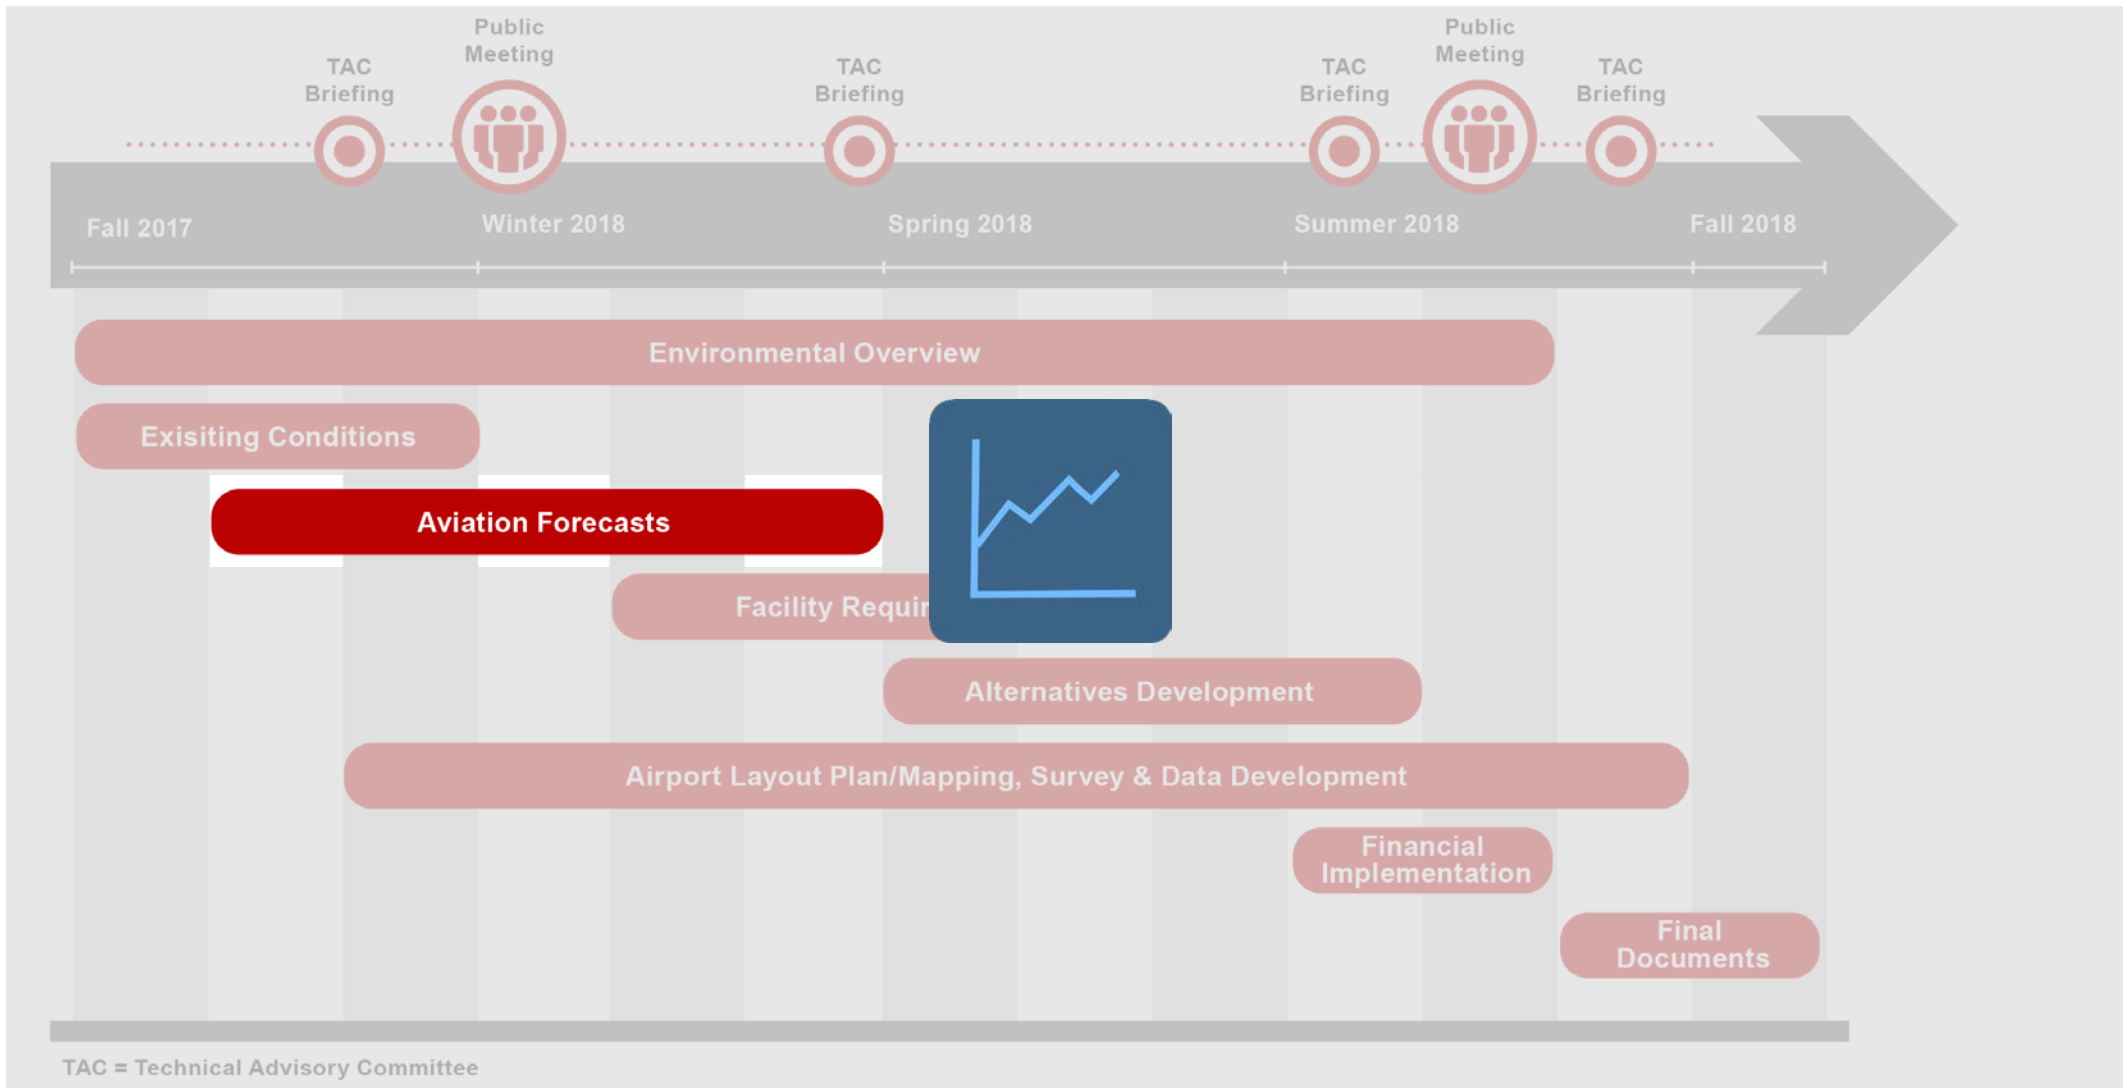 Public
Meeting
TAC
Briefing
TAC
Briefing
Public
Meeting
TAC
Briefing
TAC
Briefing
Fall 2017
Winter 2018
Spring 2018
Summer 2018
Fall 2018
Environmental Overview
Exisiting Conditions
Aviation Forecasts
Facility
Alternatives Development
Airport Layout Plan/Mapping, Survey & Data Development
Financial
Implementation
Final
Documents
TAC = Technical Advisory Committee